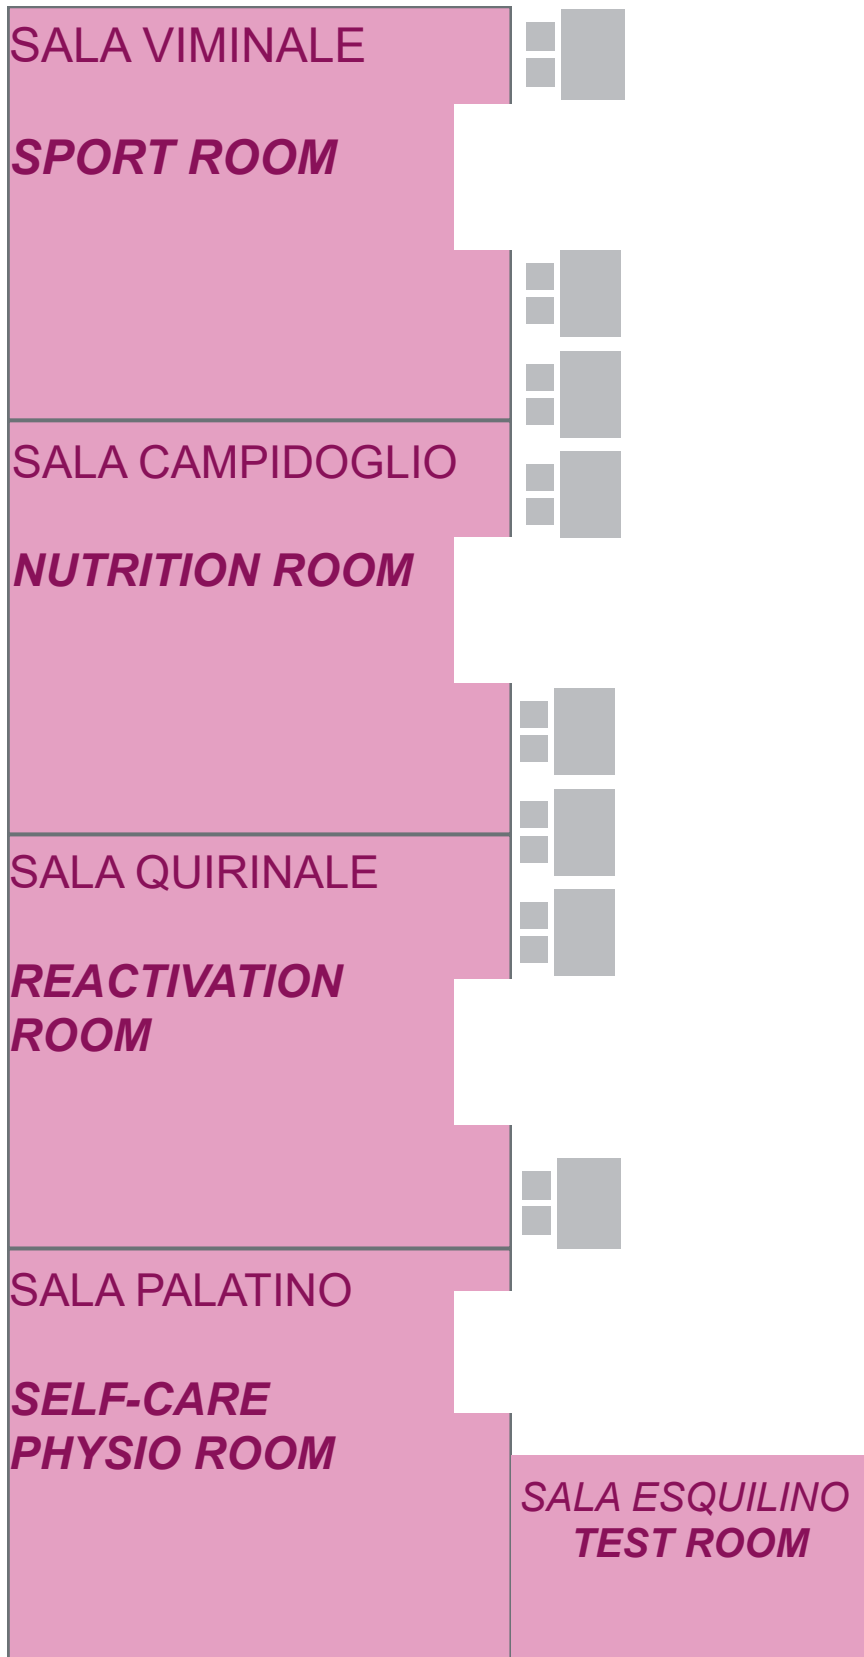 SALA VIMINALE
SPORT ROOM
SALA CAMPIDOGLIO
NUTRITION ROOM
SALA QUIRINALE
REACTIVATION
ROOM
SALA PALATINO
SELF-CARE
PHYSIO ROOM
SALA ESQUILINO
TEST ROOM